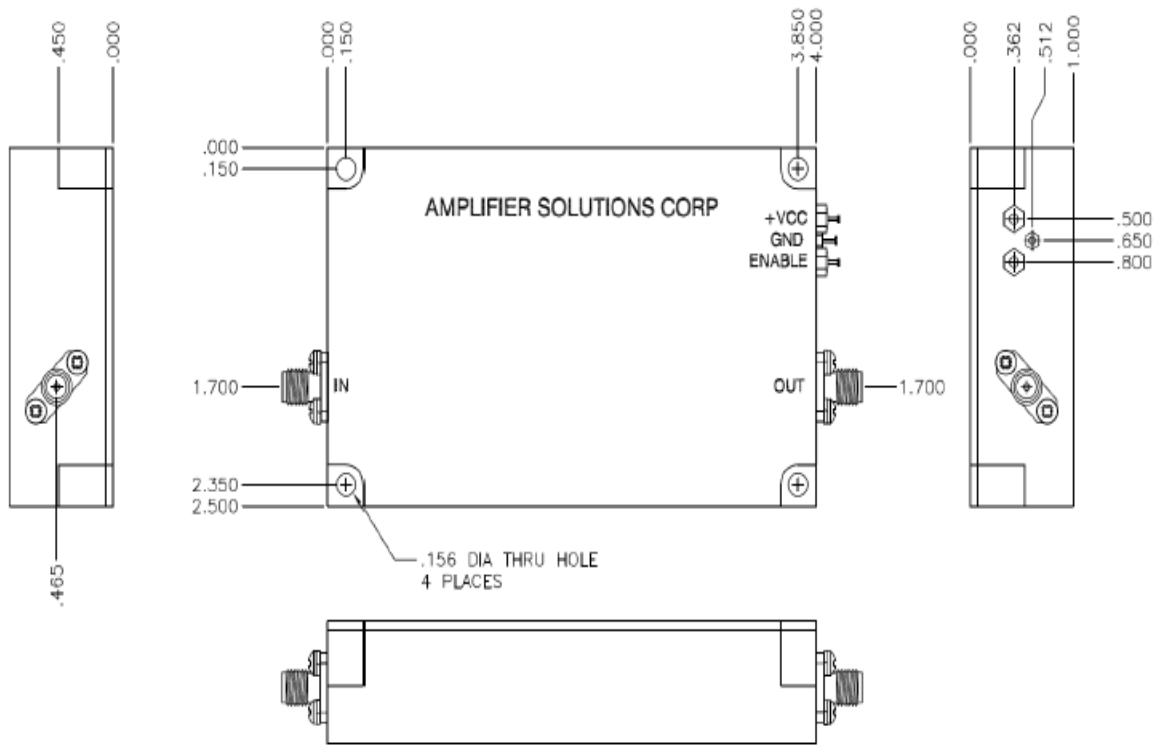 .450
.000
.000
.150
3.850
4.000
.000
.362
.512
1.000
.000
.150
AMPLIFIER SOLUTIONS CORP
+VCC
GND
ENABLE
.500
.650
.800
1.700
IN
OUT
1.700
2.350
2.500
.465
.156 DIA THRU HOLE
4 PLACES